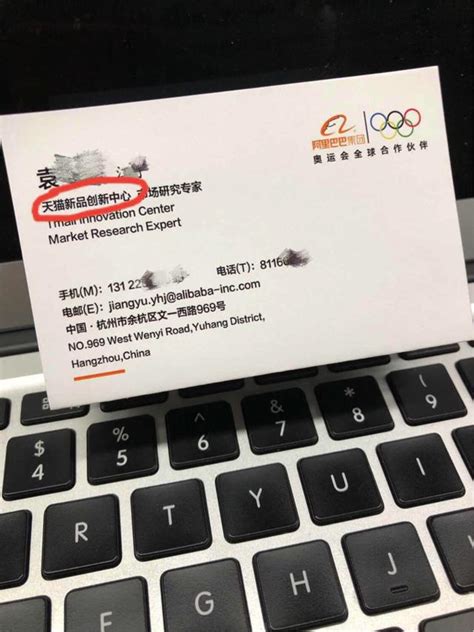 阿里巴巴集团
奥运会全球合作伙伴
袁
天猫新品创新中心 市场研究专家
Tmall Innovation Center
Market Research Expert
手机(M)：131 22 电话(T)：8116
电邮(E)：jiangyu.yhj@alibaba-inc.com
中国·杭州市余杭区文一西路969号
NO.969 West Wenyi Road,Yuhang District,
Hangzhou,China
$ % ^ & * (
4 5 6 7 8 9
R T Y U I
F G H J K